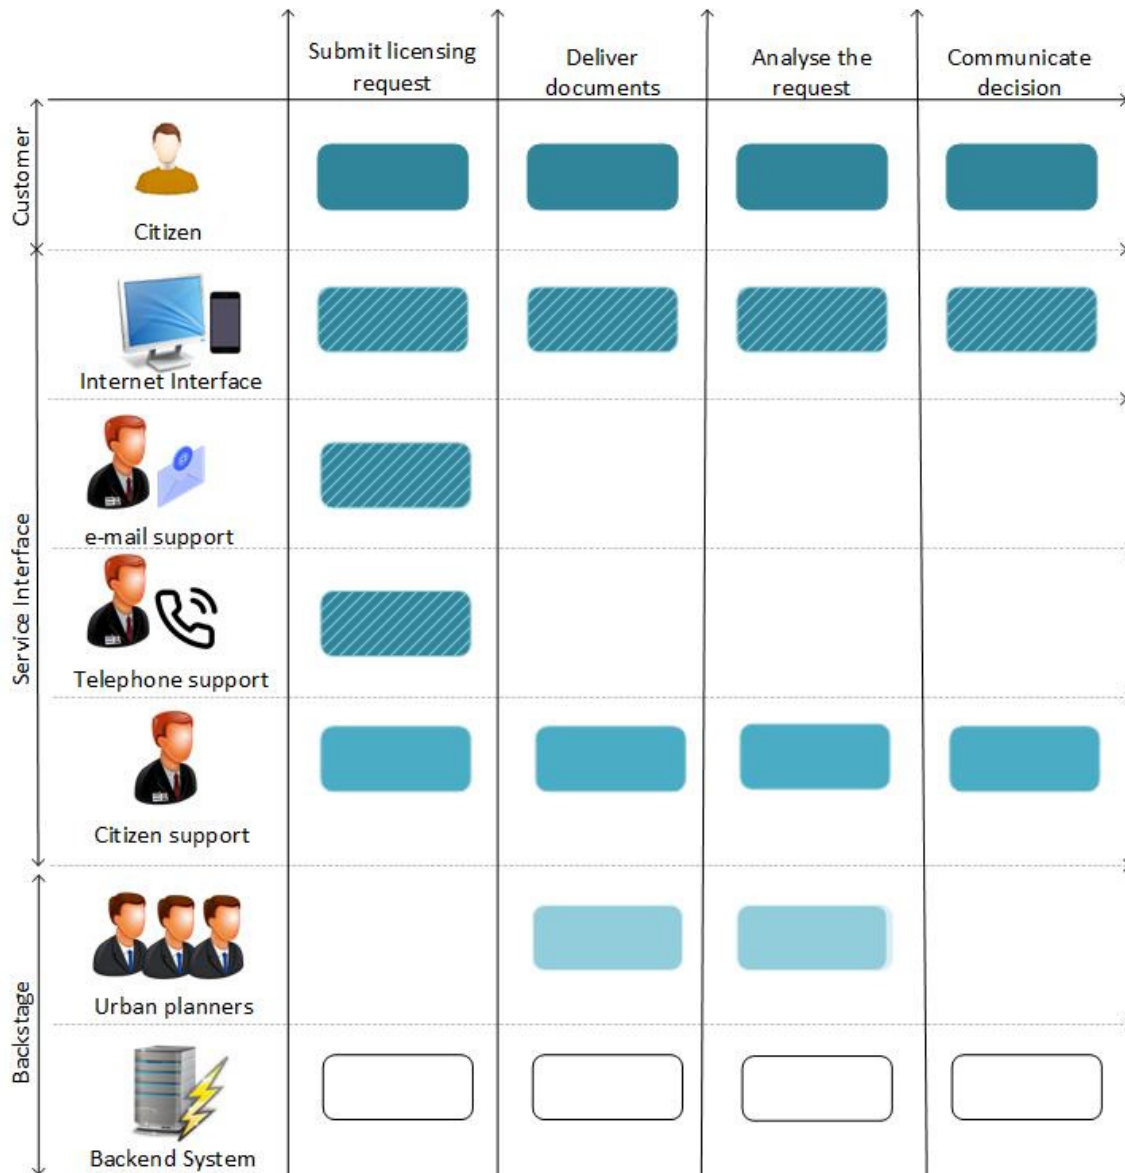 Submit licensing
request
Deliver
documents
Analyse the
request
Communicate
decision
Customer
Citizen
Service Interface
Internet Interface
e-mail support
Telephone support
Citizen support
Backstage
Urban planners
Backend System